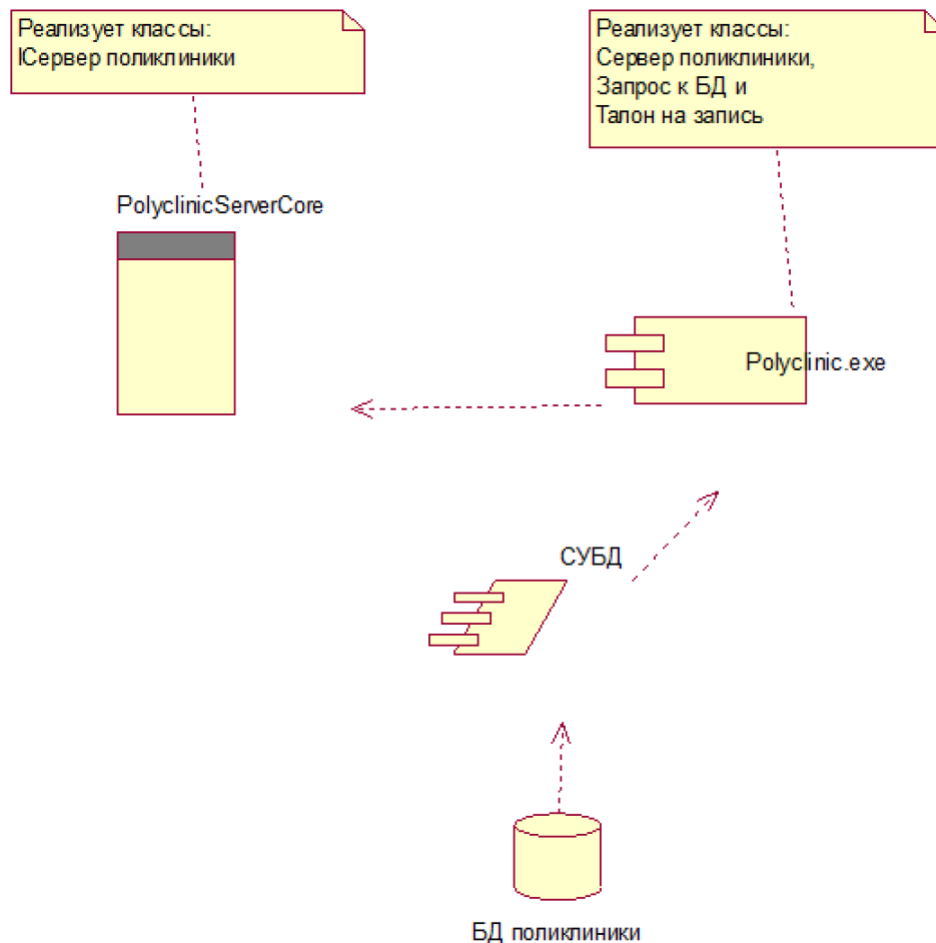 Реализует классы:
IСервер поликлиники
Реализует классы:
Сервер поликлиники,
Запрос к БД и
Талон на запись
PolyclinicServerCore
Polyclinic.exe
СУБД
БД поликлиники